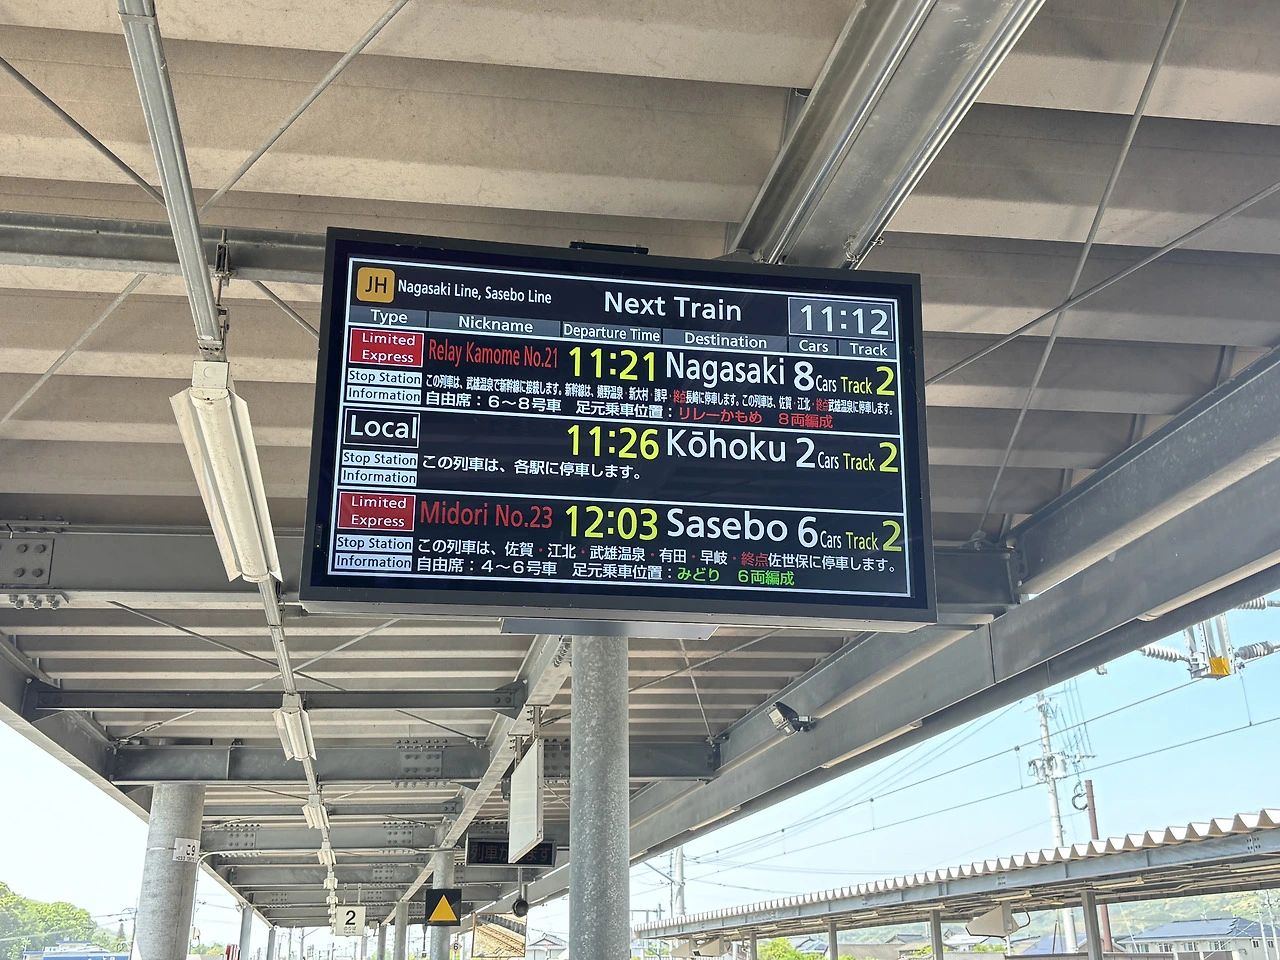 JH Nagasaki Line, Sasebo Line Next Train 11:12
Type Nickname Departure Time Destination Cars Track
Limited Express Relay Kamome No.21 11:21 Nagasaki 8 Cars Track 2
Stop Station この列車は、武雄温泉で新幹線に接続します。新幹線は、嬉野温泉・新大村・諫早・終点長崎に停車します。この列車は、佐賀・江北・終点武雄温泉に停車します。
Information 自由席：６～８号車　足元乗車位置：リレーかもめ　８両編成
Local 11:26 Kōhoku 2 Cars Track 2
Stop Station この列車は、各駅に停車します。
Information
Limited Express Midori No.23 12:03 Sasebo 6 Cars Track 2
Stop Station この列車は、佐賀・江北・武雄温泉・有田・早岐・終点佐世保に停車します。
Information 自由席：４～６号車　足元乗車位置：みどり　６両編成
2